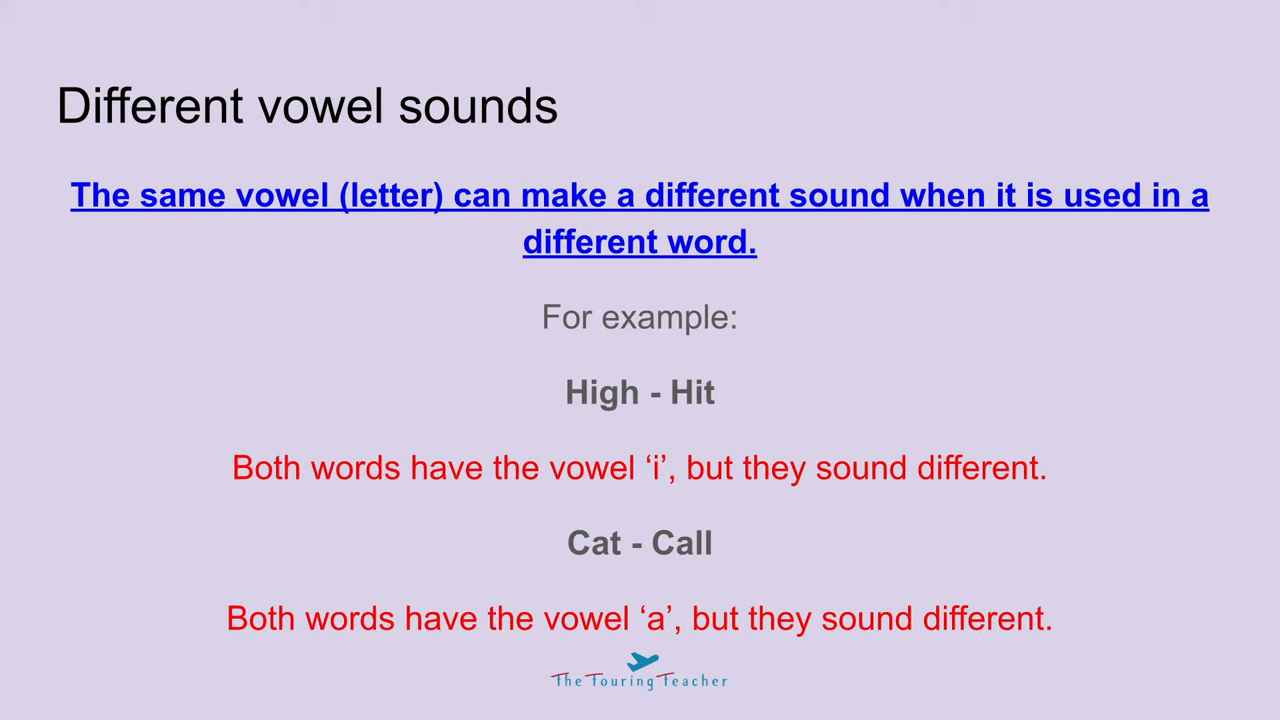 Different vowel sounds
The same vowel (letter) can make a different sound when it is used in a
different word.
For example:
High - Hit
Both words have the vowel ‘i’, but they sound different.
Cat - Call
Both words have the vowel ‘a’, but they sound different.
The Touring Teacher